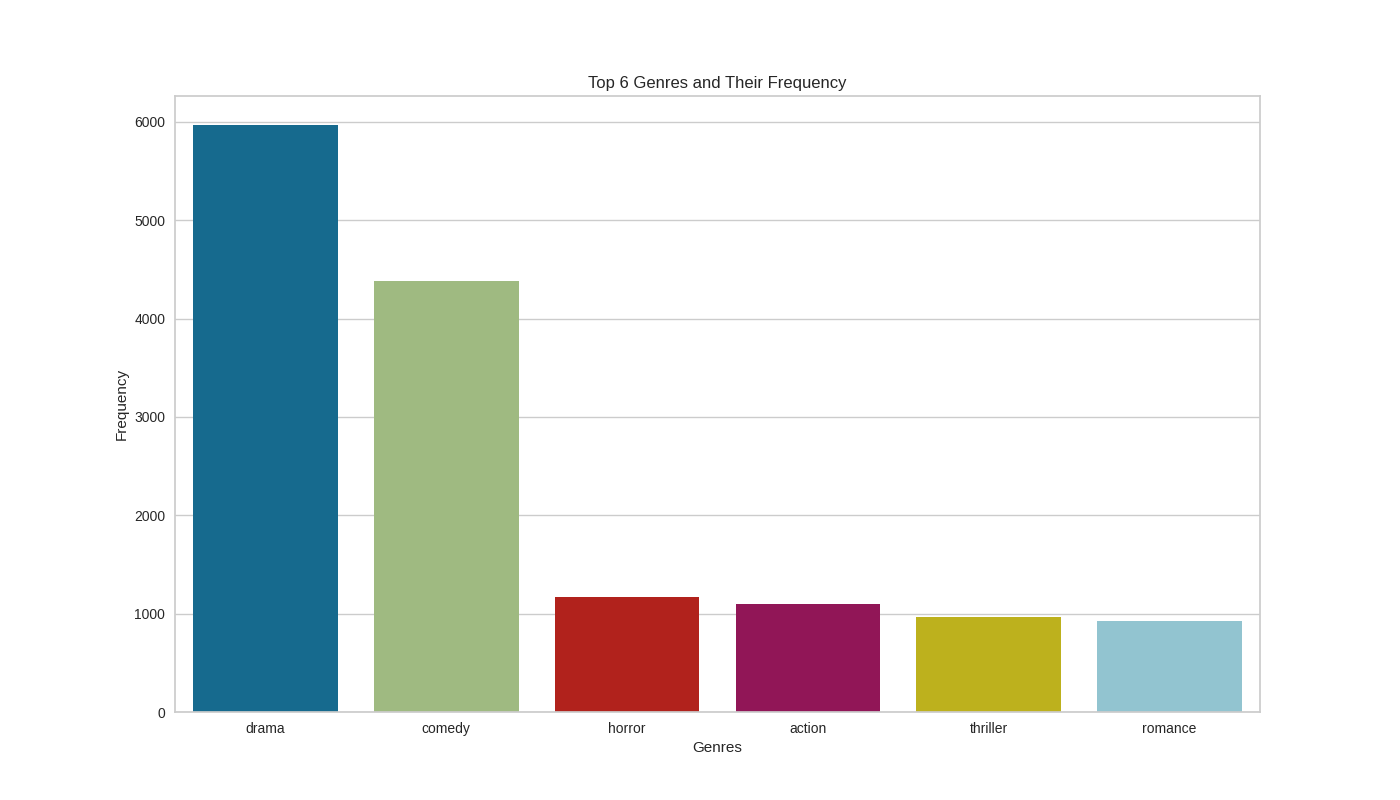 Top 6 Genres and Their Frequency
6000
5000
4000
3000
2000
1000
0
Frequency
drama comedy horror action thriller romance
Genres